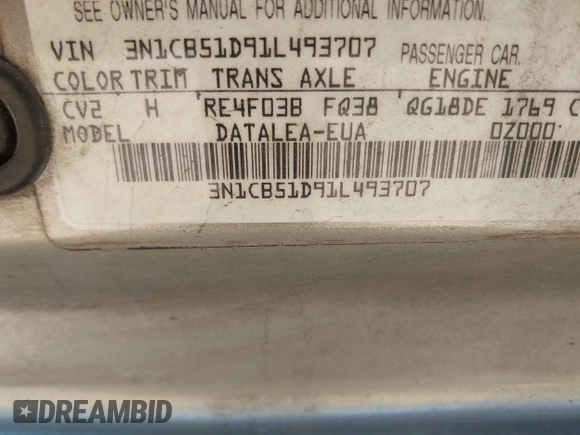 SEE OWNER'S MANUAL FOR ADDITIONAL INFORMATION.
VIN 3N1CB51D91L493707 PASSENGER CAR.
COLOR TRIM TRANS AXLE ENGINE
CV2 H RE4F03B FQ38 QG18DE 1769 C
MODEL DATALEA-EUA 0Z000
3N1CB51D91L493707
DREAMBID